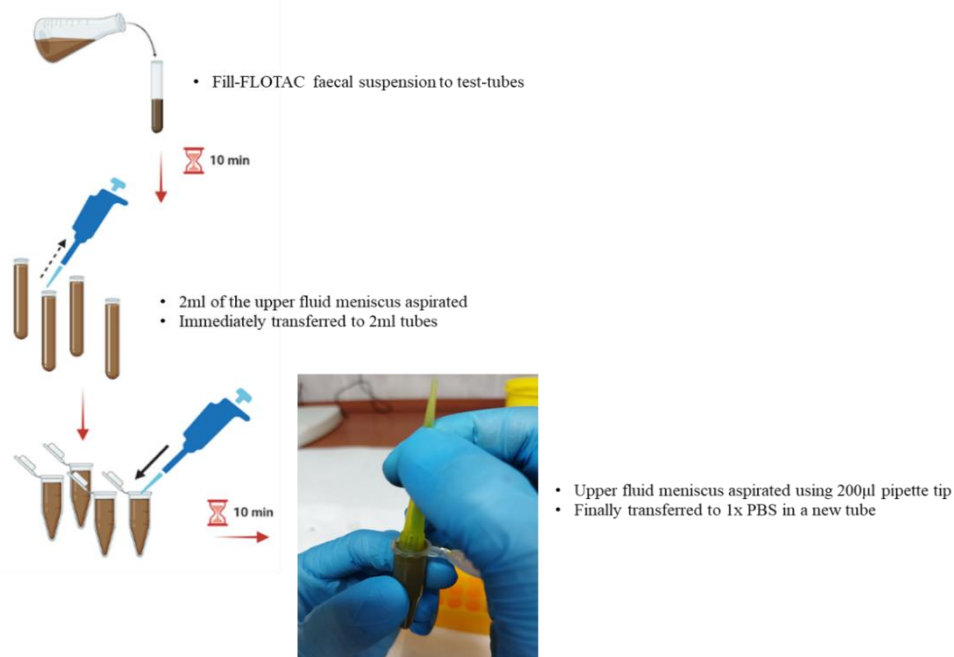 • Fill-FLOTAC faecal suspension to test-tubes
10 min
• 2ml of the upper fluid meniscus aspirated
• Immediately transferred to 2ml tubes
10 min
• Upper fluid meniscus aspirated using 200µl pipette tip
• Finally transferred to 1x PBS in a new tube